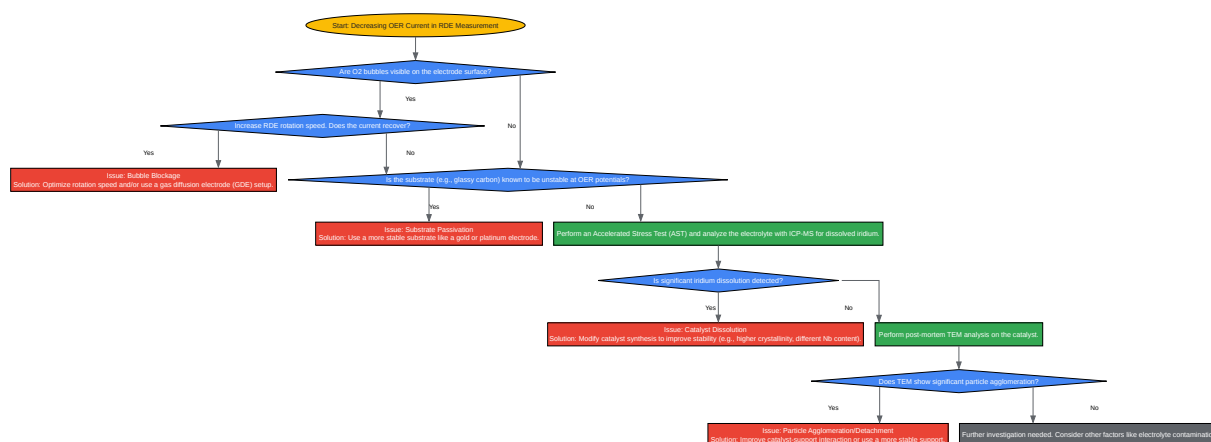 Start: Decreasing OER Current in RDE Measurement
Are O2 bubbles visible on the electrode surface?
Yes
Increase RDE rotation speed. Does the current recover?
No
Yes
No
Issue: Bubble Blockage
Solution: Optimize rotation speed and/or use a gas diffusion electrode (GDE) setup.
Is the substrate (e.g., glassy carbon) known to be unstable at OER potentials?
Yes
No
Issue: Substrate Passivation
Solution: Use a more stable substrate like a gold or platinum electrode.
Perform an Accelerated Stress Test (AST) and analyze the electrolyte with ICP-MS for dissolved iridium.
Is significant iridium dissolution detected?
Yes
No
Issue: Catalyst Dissolution
Solution: Modify catalyst synthesis to improve stability (e.g., higher crystallinity, different Nb content).
Perform post-mortem TEM analysis on the catalyst.
Does TEM show significant particle agglomeration?
Yes
No
Issue: Particle Agglomeration/Detachment
Solution: Improve catalyst-support interaction or use a more stable support.
Further investigation needed. Consider other factors like electrolyte